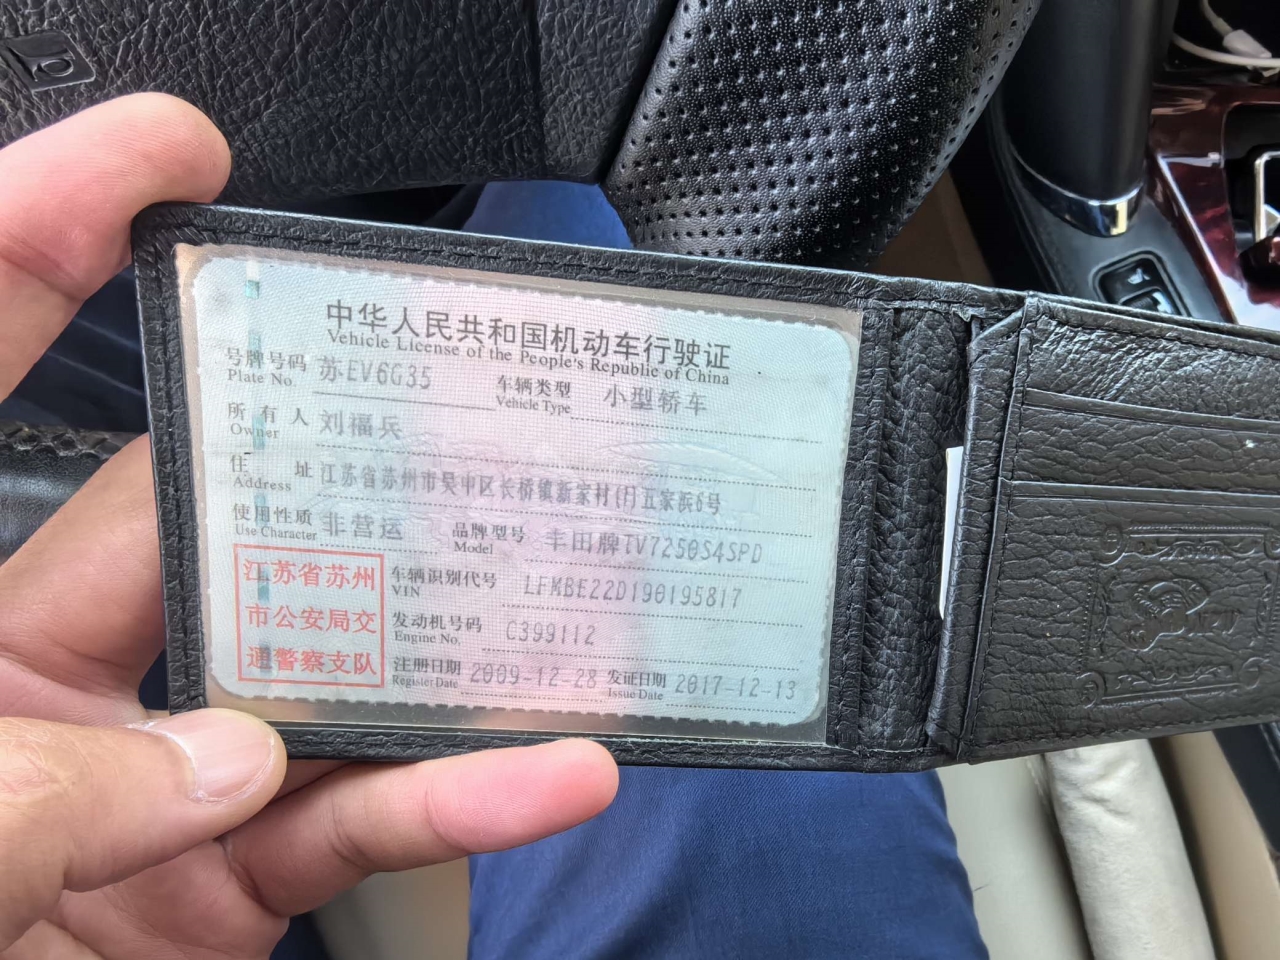 中华人民共和国机动车行驶证
Vehicle License of the People's Republic of China
号牌号码 苏EV6G35 车辆类型 小型轿车
Plate No. Vehicle Type
所有人 刘福兵
Owner
住址 江苏省苏州市吴中区长桥镇新家村(1)五家浜6号
Address
使用性质 非营运 品牌型号 丰田牌TV7250S4SPD
Use Character Model
江苏省苏州
市公安局交
通警察支队
车辆识别代号 LFMBE22D190195817
VIN
发动机号码 C399112
Engine No.
注册日期 2009-12-28 发证日期 2017-12-13
Register Date Issue Date